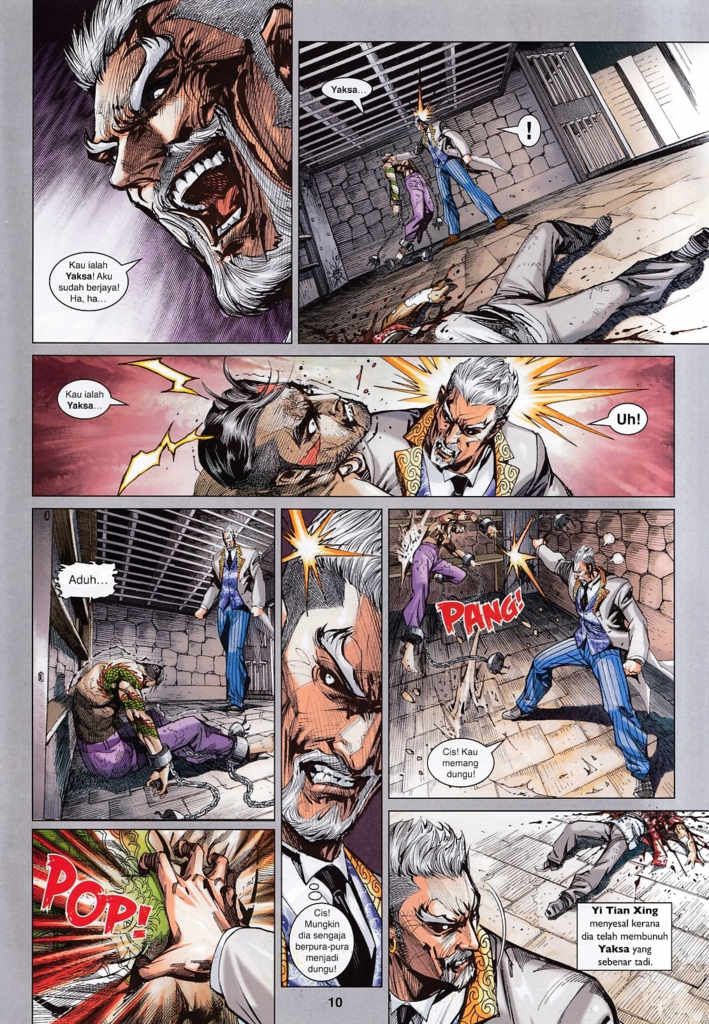 Kau ialah
Yaksa! Aku
sudah berjaya!
Ha, ha...
Yaksa...
!
Kau ialah
Yaksa...
Uh!
Aduh...
Cis!
Mungkin
dia sengaja
berpura-pura
menjadi
dungu!
PANG!
Cis! Kau
memang
dungu!
POP!
Yi Tian Xing
menyesal kerana
dia telah membunuh
Yaksa yang
sebenar tadi.
10